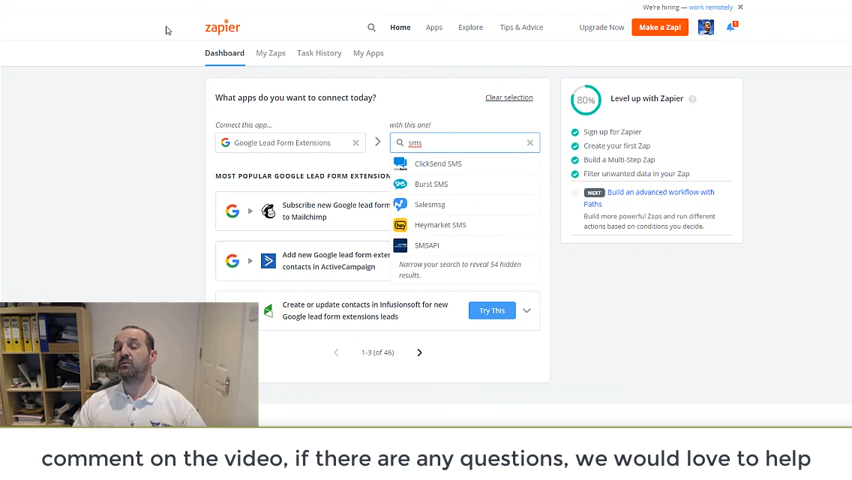 We're hiring - work remotely
zapier
Home
Apps
Explore
Tips & Advice
Upgrade Now
Make a Zap!
Dashboard
My Zaps
Task History
My Apps
What apps do you want to connect today?
Clear selection
Connect this app...
with this one!
Google Lead Form Extensions
sms
ClickSend SMS
Burst SMS
Salesmsg
hey
Heymarket SMS
SMSAPI
Narrow your search to reveal 54 hidden
results.
MOST POPULAR GOOGLE LEAD FORM EXTENSION
Subscribe new Google lead form
to Mailchimp
Add new Google lead form exten
contacts in ActiveCampaign
Create or update contacts in Infusionsoft for new
Google lead form extensions leads
Try This
1-3 (of 46)
80%
Level up with Zapier
Sign up for Zapier
Create your first Zap
Build a Multi-Step Zap
Filter unwanted data in your Zap
NEXT Build an advanced workflow with
Paths
Build more powerful Zaps and run different
actions based on conditions you decide.
comment on the video, if there are any questions, we would love to help